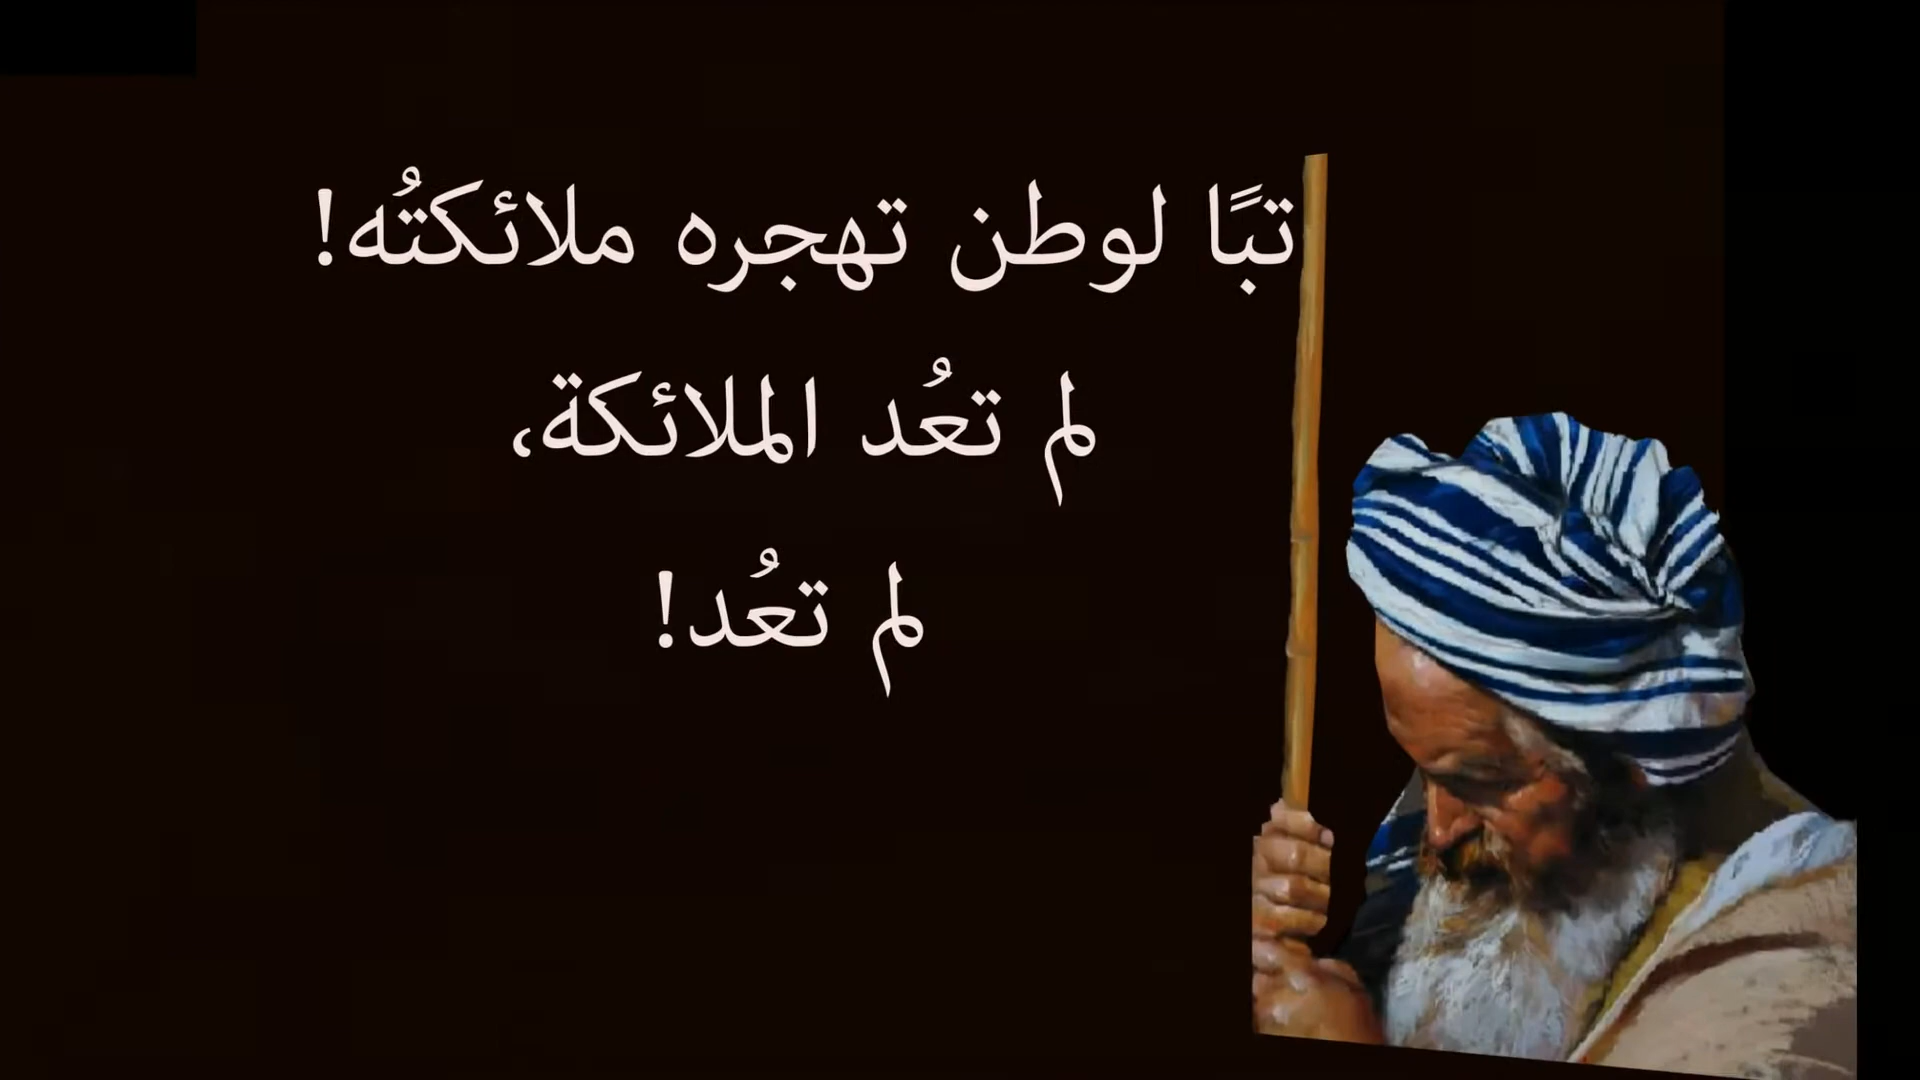 تبًا لوطن تهجره ملائكتُه!
لم تعُد الملائكة،
لم تعُد!